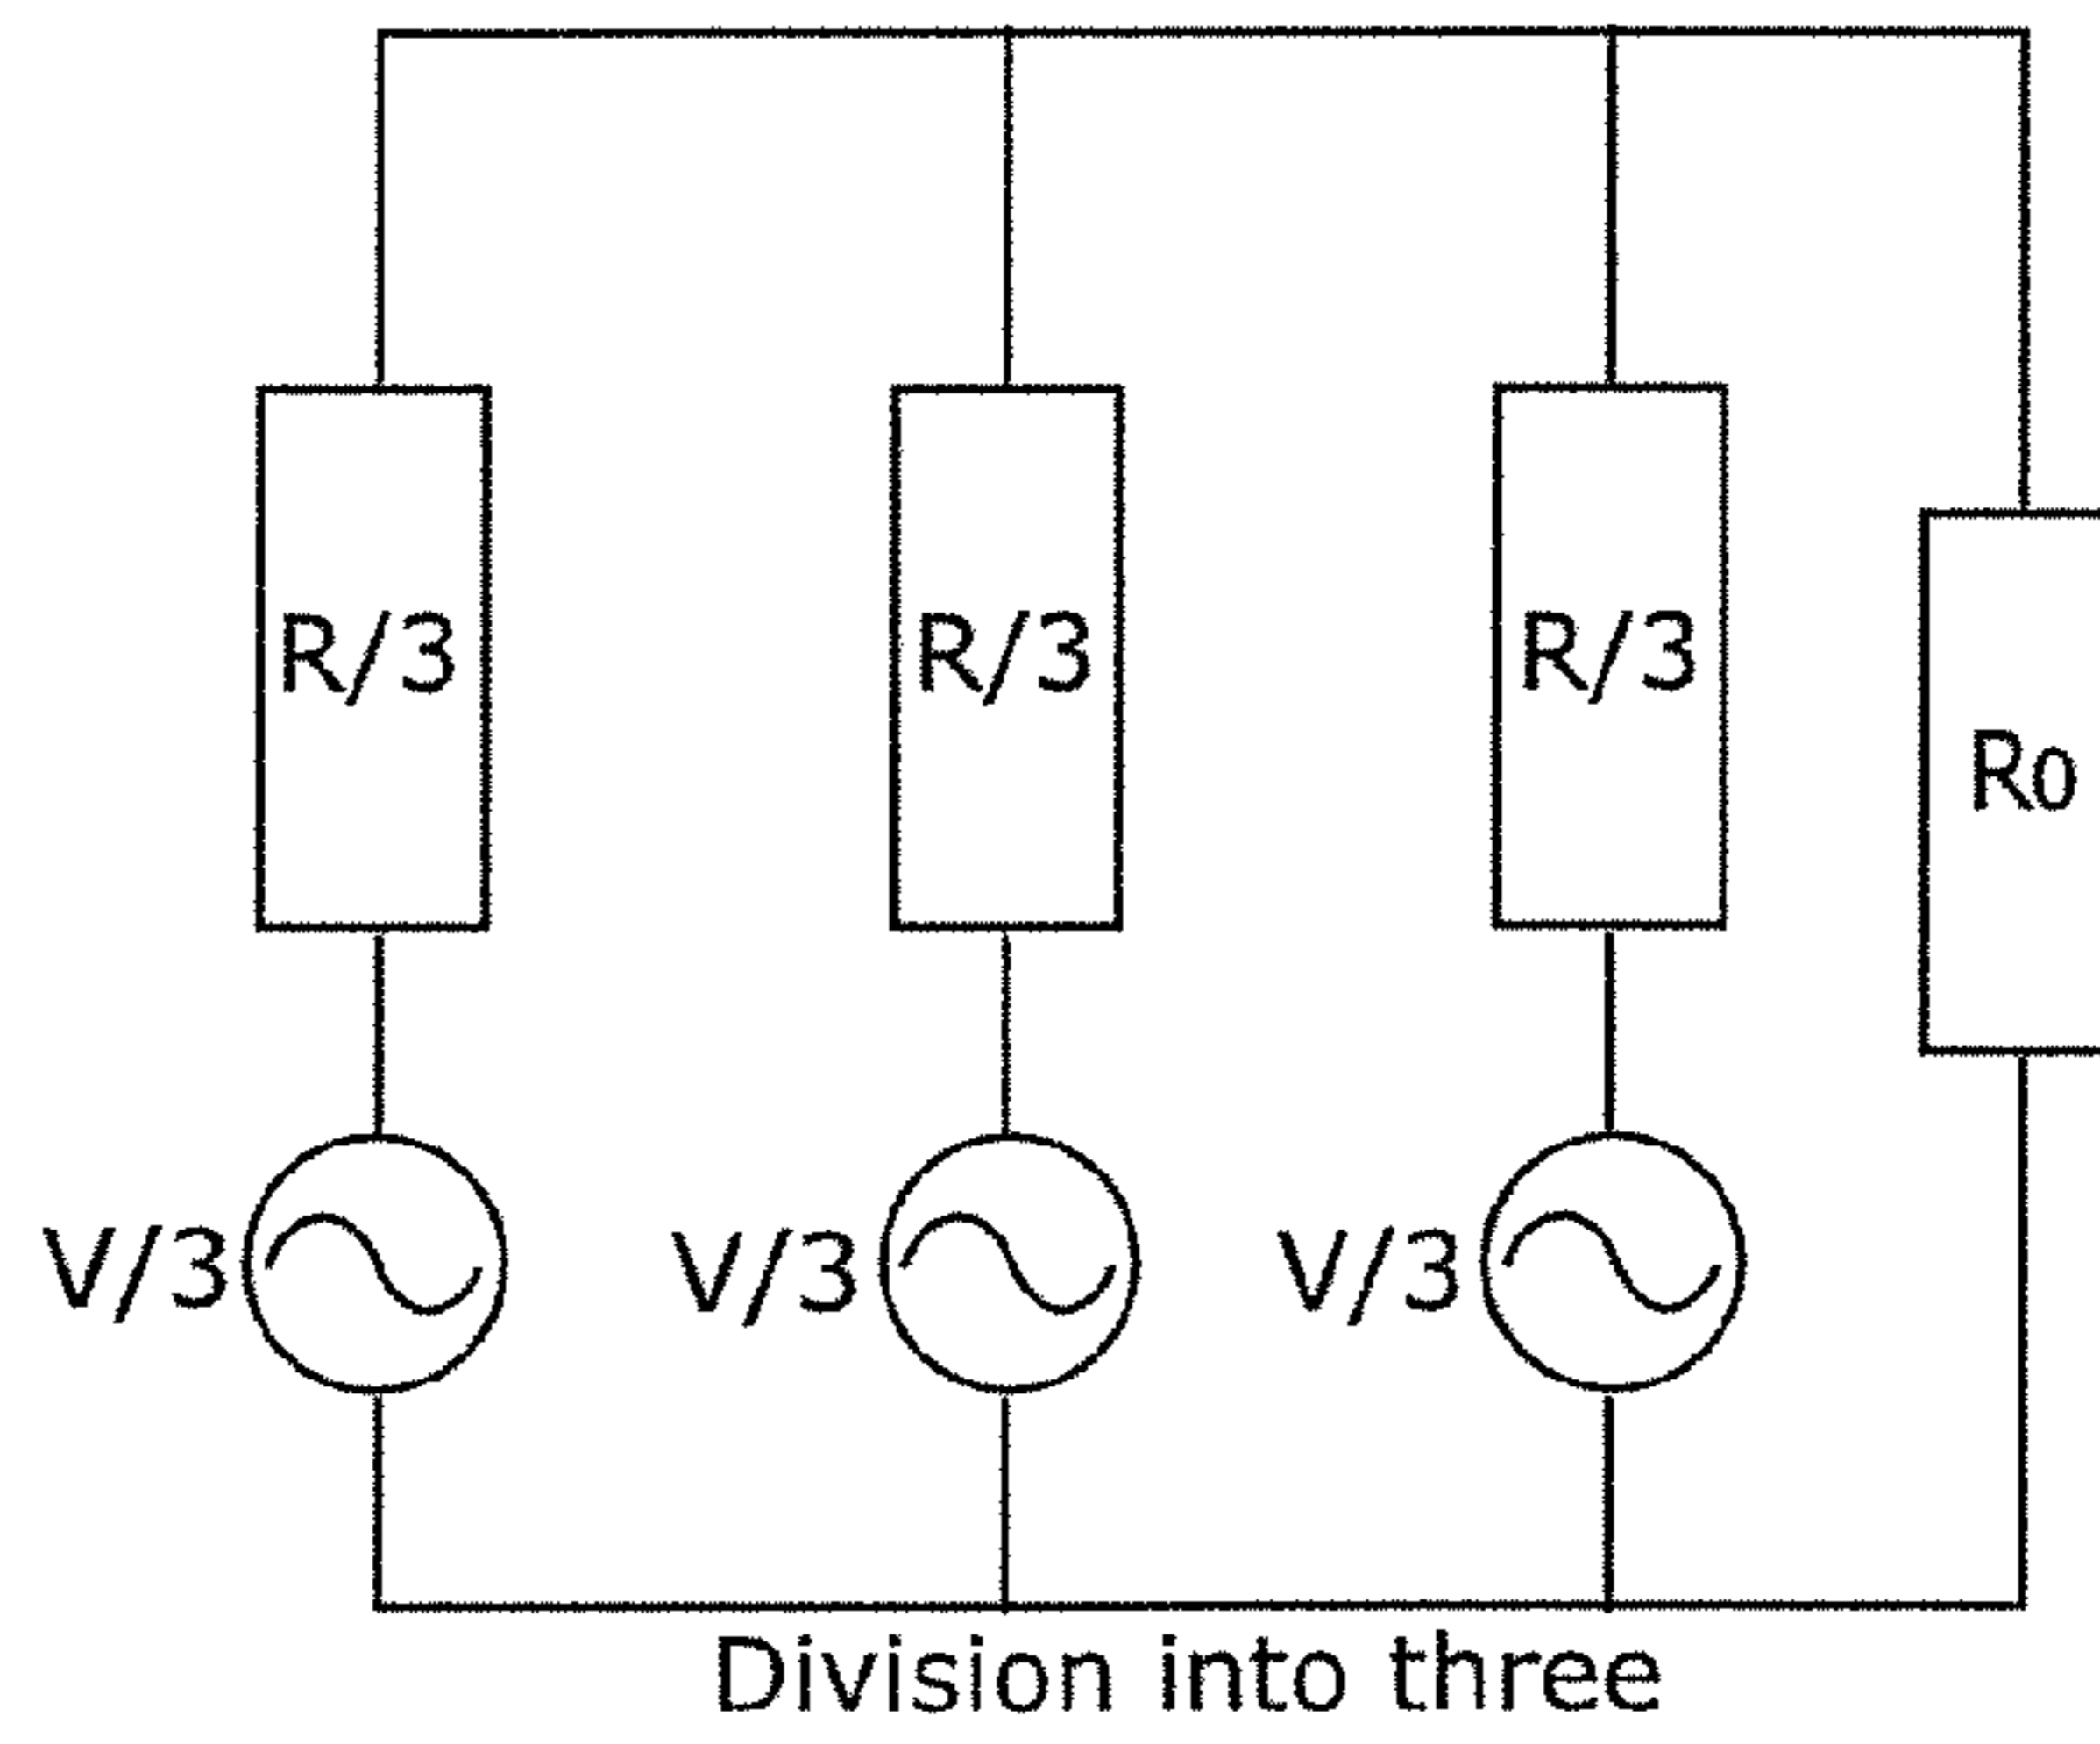 R/3 R/3 R/3
R0
V/3 V/3 V/3
Division into three